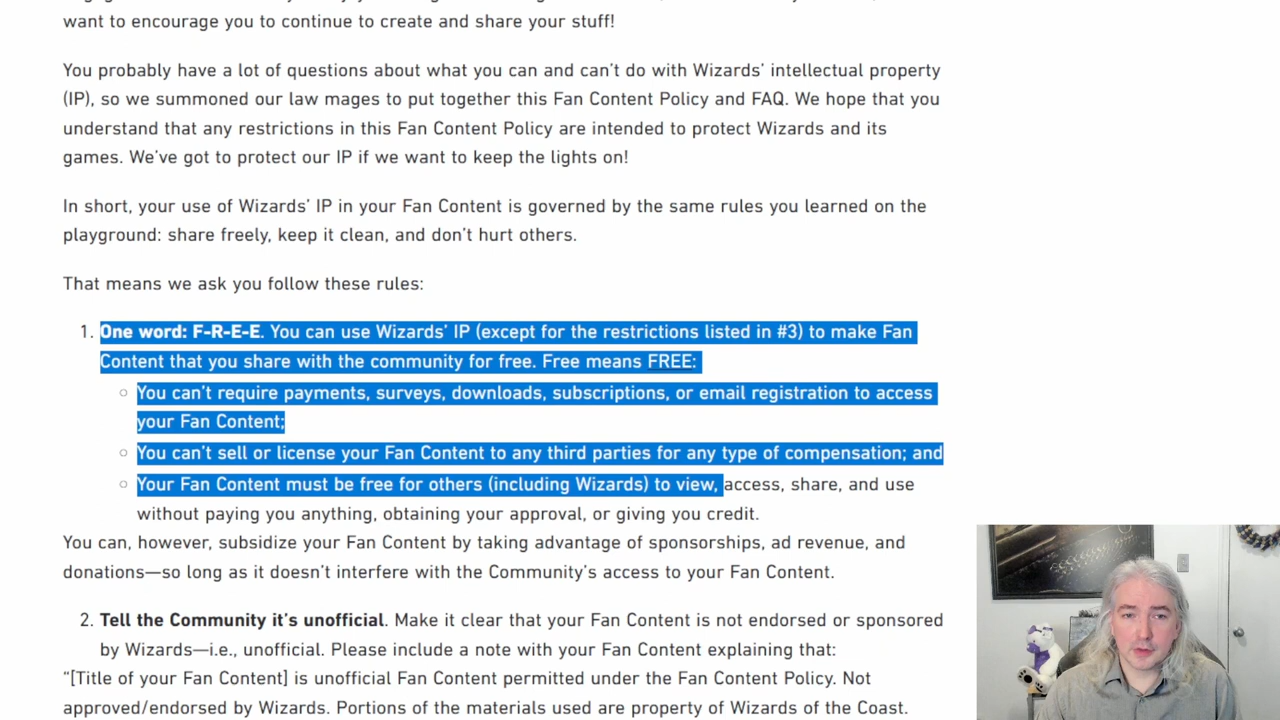 want to encourage you to continue to create and share your stuff!
You probably have a lot of questions about what you can and can't do with Wizards' intellectual property
(IP), so we summoned our law mages to put together this Fan Content Policy and FAQ. We hope that you
understand that any restrictions in this Fan Content Policy are intended to protect Wizards and its
games. We've got to protect our IP if we want to keep the lights on!
In short, your use of Wizards' IP in your Fan Content is governed by the same rules you learned on the
playground: share freely, keep it clean, and don't hurt others.
That means we ask you follow these rules:
1. One word: F-R-E-E. You can use Wizards' IP (except for the restrictions listed in #3) to make Fan
Content that you share with the community for free. Free means FREE:
You can't require payments, surveys, downloads, subscriptions, or email registration to access
your Fan Content;
You can't sell or license your Fan Content to any third parties for any type of compensation; and
Your Fan Content must be free for others (including Wizards) to view, access, share, and use
without paying you anything, obtaining your approval, or giving you credit.
You can, however, subsidize your Fan Content by taking advantage of sponsorships, ad revenue, and
donations—so long as it doesn't interfere with the Community's access to your Fan Content.
2. Tell the Community it's unofficial. Make it clear that your Fan Content is not endorsed or sponsored
by Wizards—i.e., unofficial. Please include a note with your Fan Content explaining that:
“[Title of your Fan Content] is unofficial Fan Content permitted under the Fan Content Policy. Not
approved/endorsed by Wizards. Portions of the materials used are property of Wizards of the Coast.